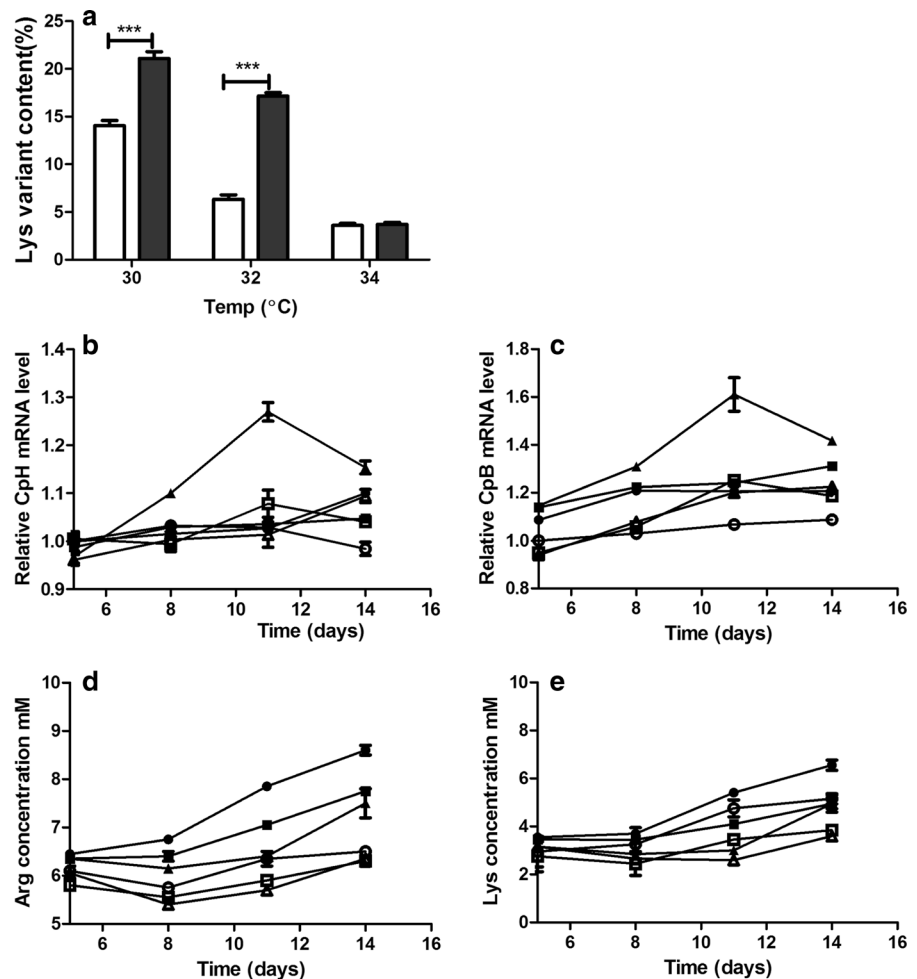 a
Lys variant content(%)
25
20
15
10
5
0
***
***
30 32 34
Temp (°C)
b
Relative CpH mRNA level
1.4
1.3
1.2
1.1
1.0
0.9
6 8 10 12 14 16
Time (days)
c
Relative CpB mRNA level
1.8
1.6
1.4
1.2
1.0
0.8
6 8 10 12 14 16
Time (days)
d
Arg concentration mM
10
9
8
7
6
5
6 8 10 12 14 16
Time (days)
e
Lys concentration mM
10
8
6
4
2
0
6 8 10 12 14 16
Time (days)